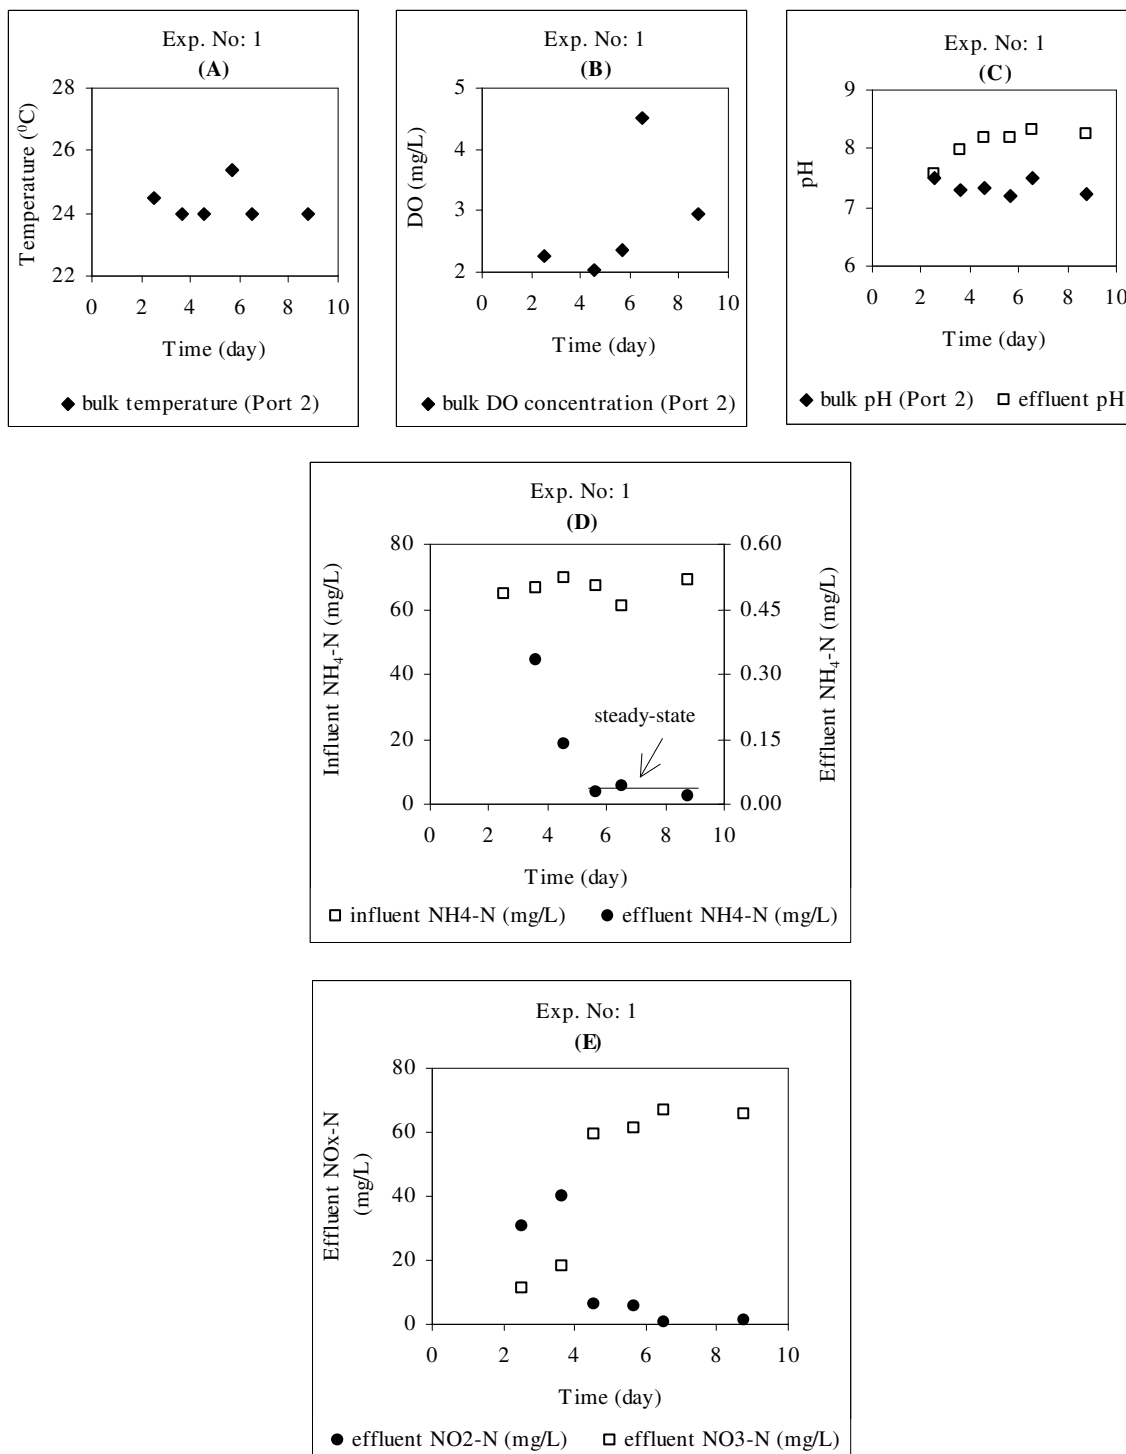 Exp. No: 1
(A)
Temperature (⁰C)
28
26
24
22
0 2 4 6 8 10
Time (day)
◆ bulk temperature (Port 2)
Exp. No: 1
(B)
DO (mg/L)
5
4
3
2
0 2 4 6 8 10
Time (day)
◆ bulk DO concentration (Port 2)
Exp. No: 1
(C)
pH
9
8
7
6
0 2 4 6 8 10
Time (day)
◆ bulk pH (Port 2) □ effluent pH
Exp. No: 1
(D)
Influent NH₄-N (mg/L)
80
60
40
20
0
steady-state
0.60
0.45
0.30
0.15
0.00
Effluent NH₄-N (mg/L)
0 2 4 6 8 10
Time (day)
□ influent NH4-N (mg/L) ● effluent NH4-N (mg/L)
Exp. No: 1
(E)
Effluent NOx-N
(mg/L)
80
60
40
20
0
0 2 4 6 8 10
Time (day)
● effluent NO2-N (mg/L) □ effluent NO3-N (mg/L)